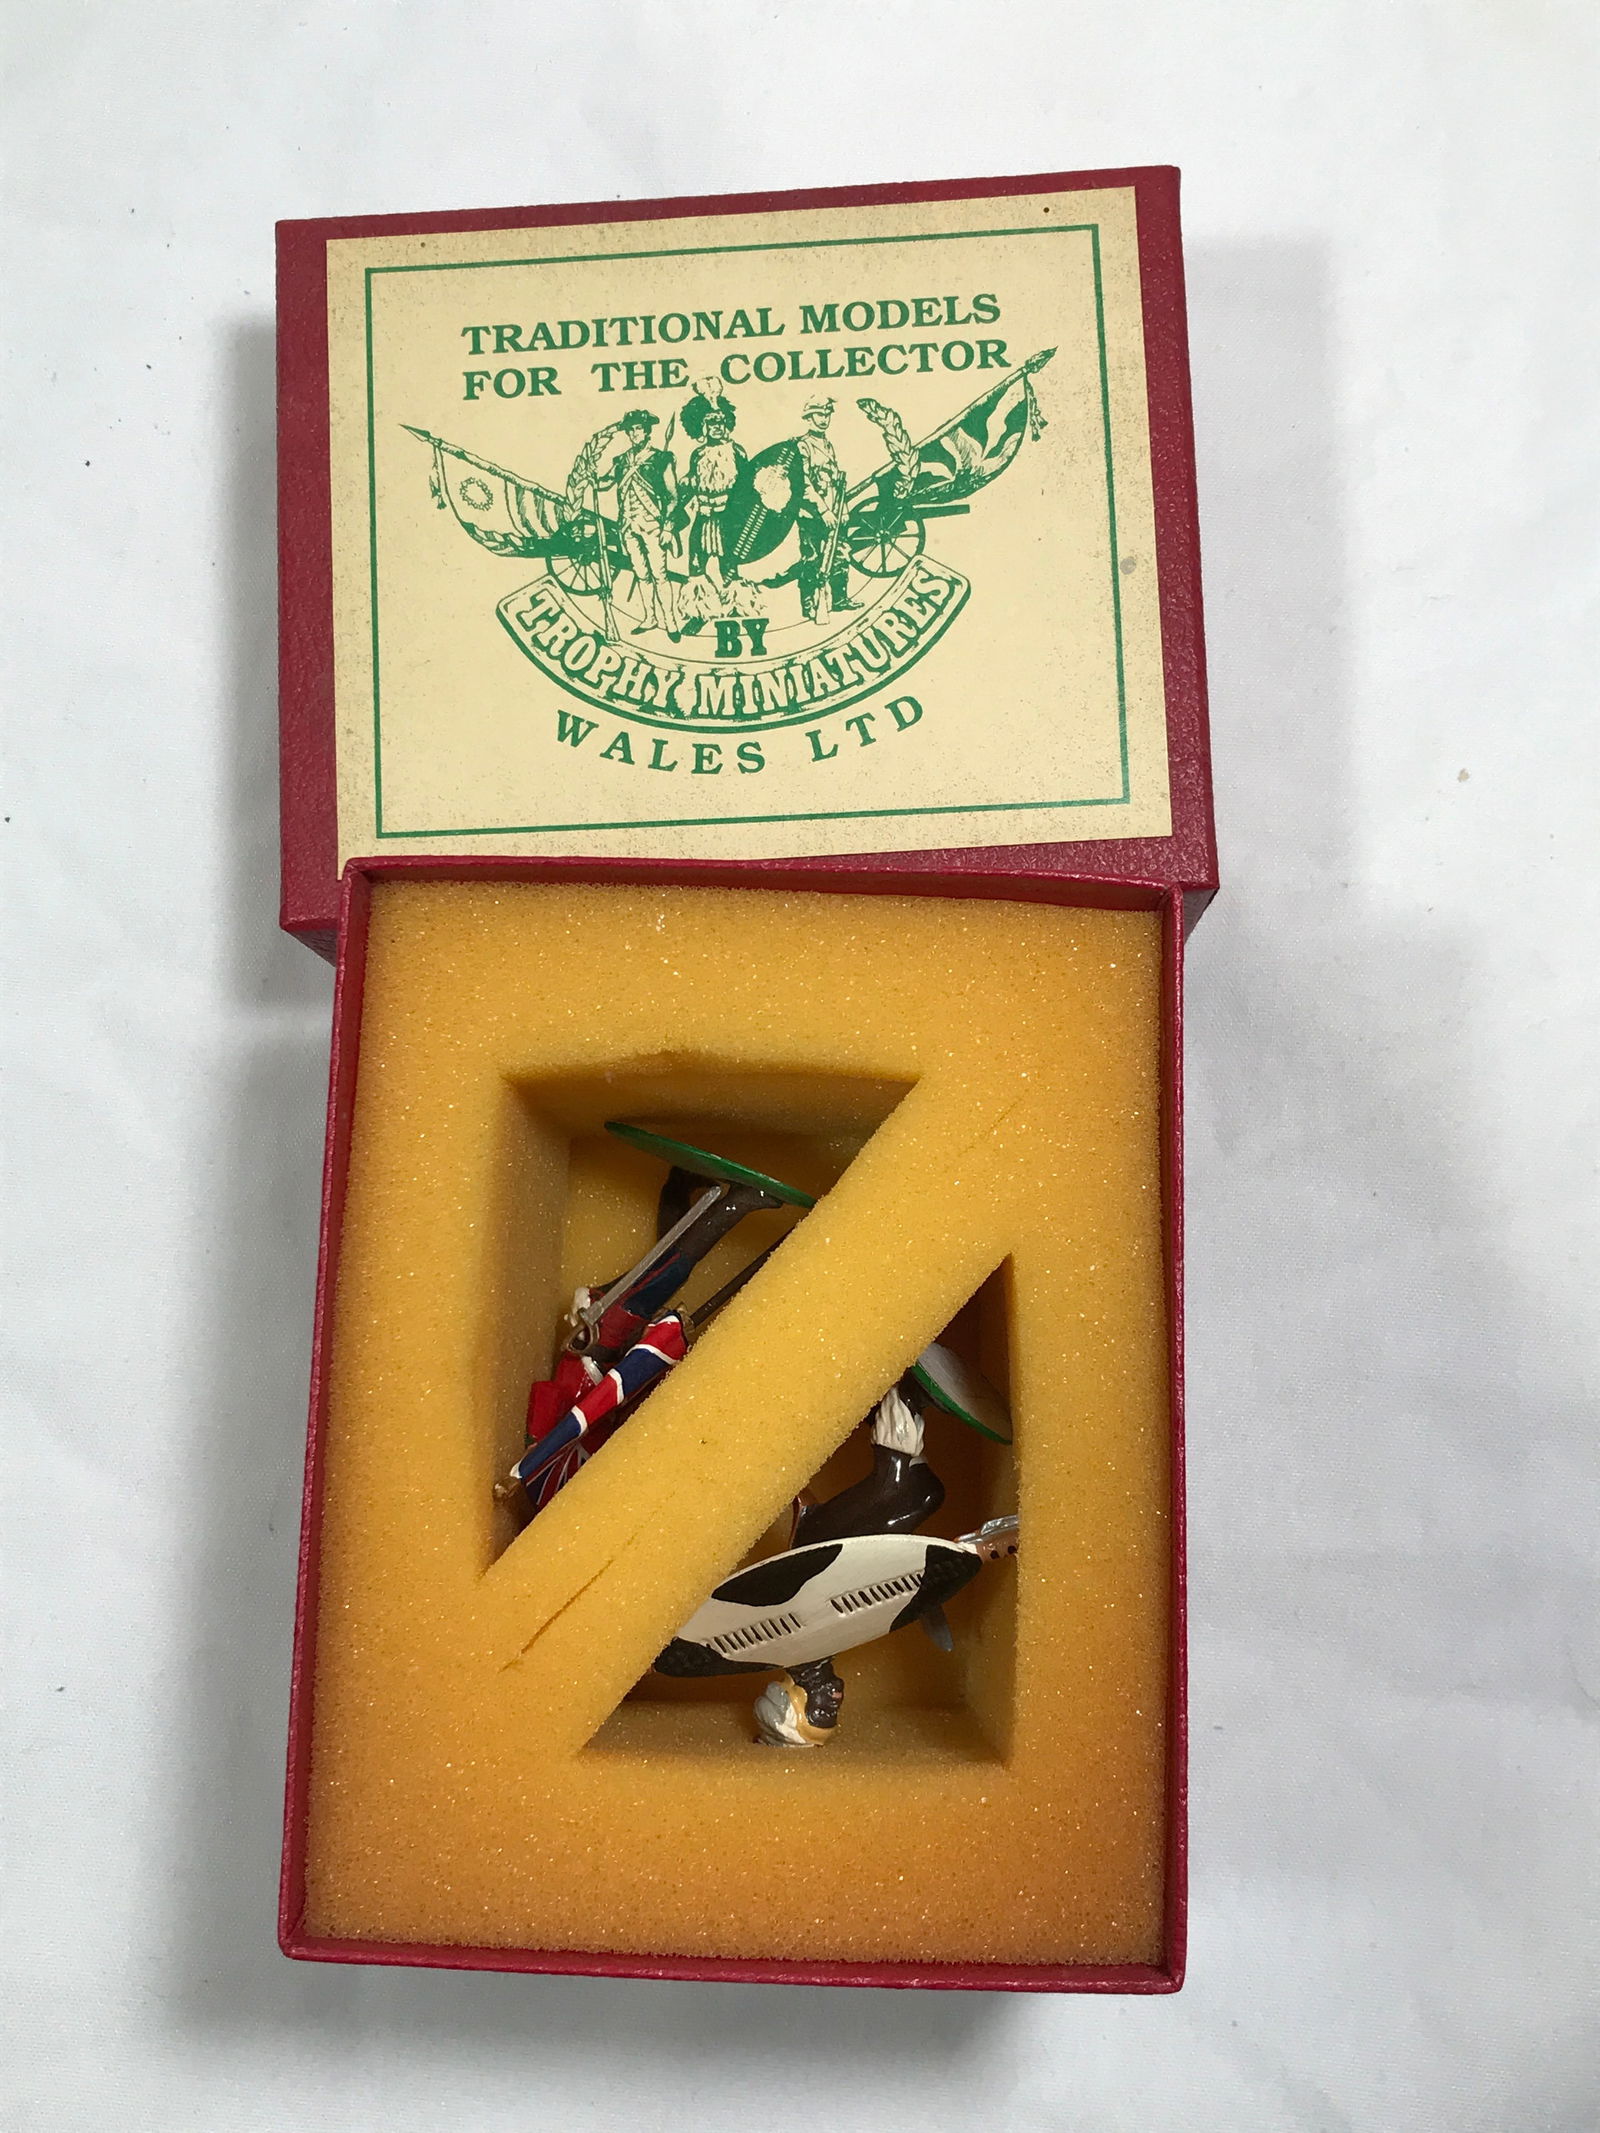 TRADITIONAL MODELS
FOR THE COLLECTOR
BY
TROPHY MINIATURES
WALES LTD